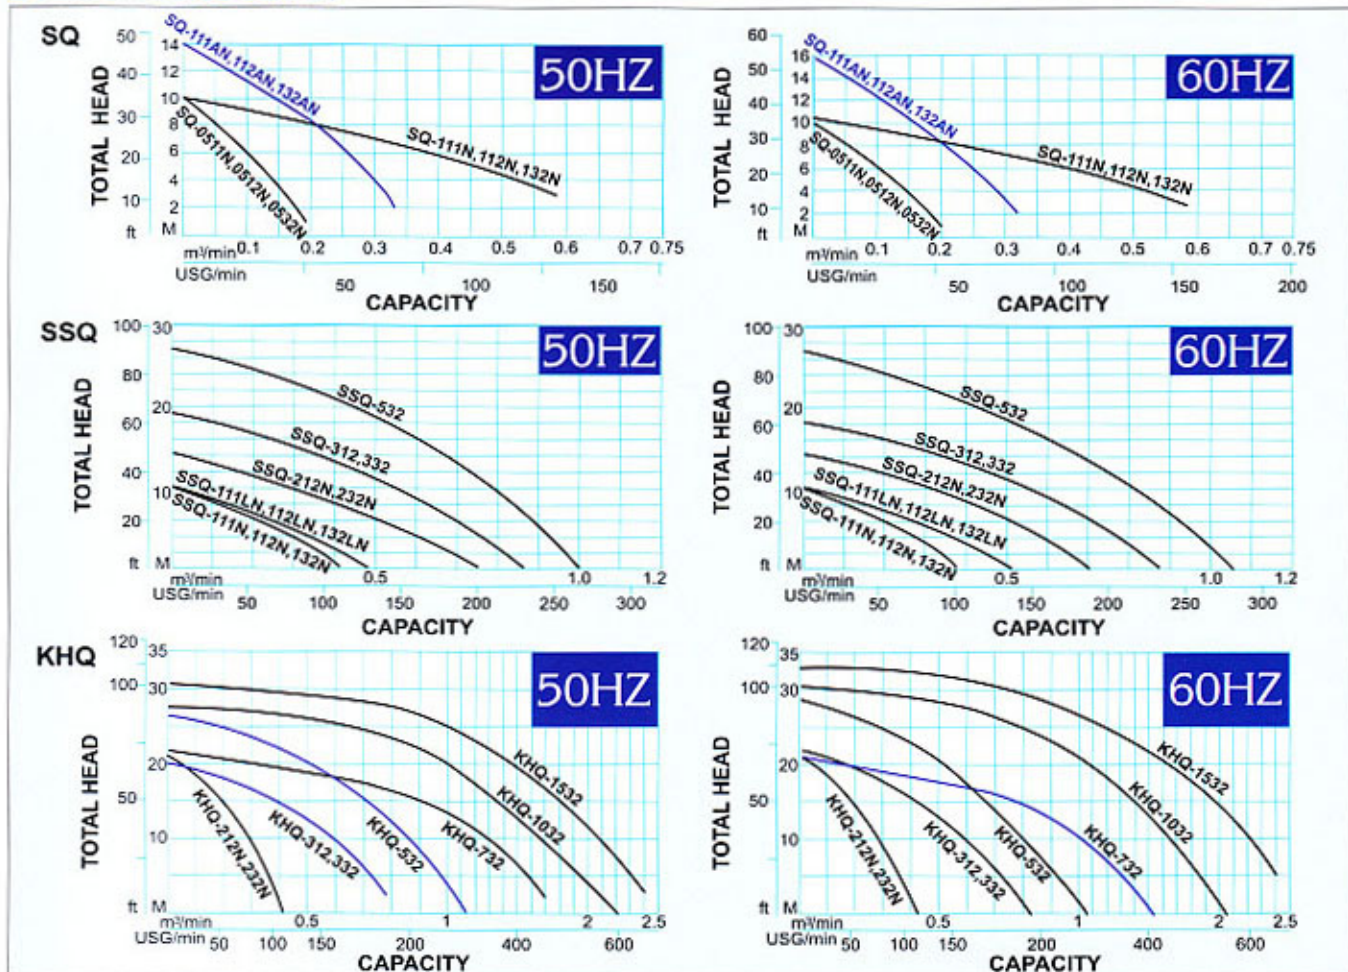 SQ
50HZ
TOTAL HEAD
50
40
30
20
10
ft
14
12
10
8
6
4
2
M
SQ-111AN,112AN,132AN
SQ-111N,112N,132N
SQ-0511N,0512N,0532N
m³/min 0.1 0.2 0.3 0.4 0.5 0.6 0.7 0.75
USG/min 50 100 150
CAPACITY
60HZ
TOTAL HEAD
60
50
40
30
20
10
ft
16
14
12
10
8
6
4
2
M
SQ-111AN,112AN,132AN
SQ-111N,112N,132N
SQ-0511N,0512N,0532N
m³/min 0.1 0.2 0.3 0.4 0.5 0.6 0.7 0.75
USG/min 50 100 150 200
CAPACITY
SSQ
50HZ
TOTAL HEAD
100
80
60
40
20
ft
30
20
10
M
SSQ-532
SSQ-312,332
SSQ-212N,232N
SSQ-111LN,112LN,132LN
SSQ-111N,112N,132N
m³/min 0.5 1.0 1.2
USG/min 50 100 150 200 250 300
CAPACITY
60HZ
TOTAL HEAD
100
80
60
40
20
ft
30
20
10
M
SSQ-532
SSQ-312,332
SSQ-212N,232N
SSQ-111LN,112LN,132LN
SSQ-111N,112N,132N
m³/min 0.5 1.0 1.2
USG/min 50 100 150 200 250 300
CAPACITY
KHQ
50HZ
TOTAL HEAD
120
100
50
ft
35
30
20
10
M
KHQ-1532
KHQ-1032
KHQ-732
KHQ-532
KHQ-312,332
KHQ-212N,232N
m³/min 0.5 1 2 2.5
USG/min 50 100 150 200 400 600
CAPACITY
60HZ
TOTAL HEAD
120
100
50
ft
35
30
20
10
M
KHQ-1532
KHQ-1032
KHQ-732
KHQ-532
KHQ-312,332
KHQ-212N,232N
m³/min 0.5 1 2 2.5
USG/min 50 100 150 200 400 600
CAPACITY